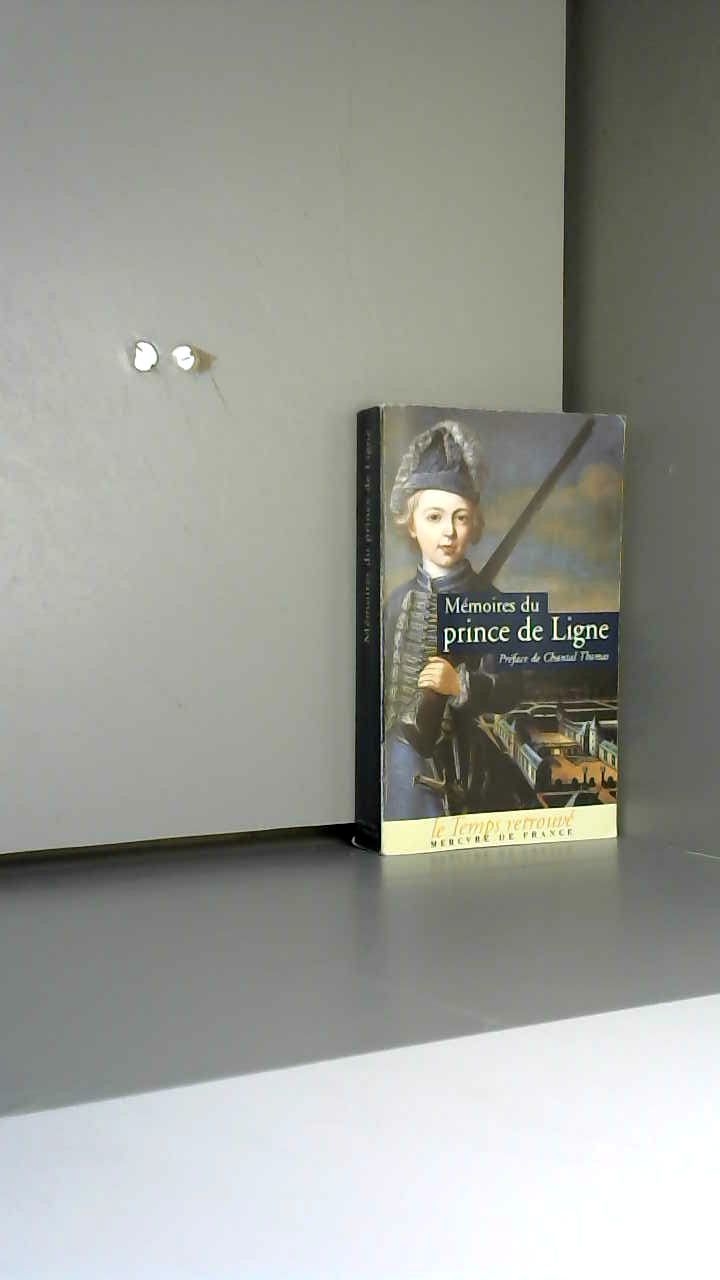 Mémoires du prince de Ligne
Mémoires du
prince de Ligne
Préface de Chantal Thomas
le Temps retrouvé
MERCVRE DE FRANCE